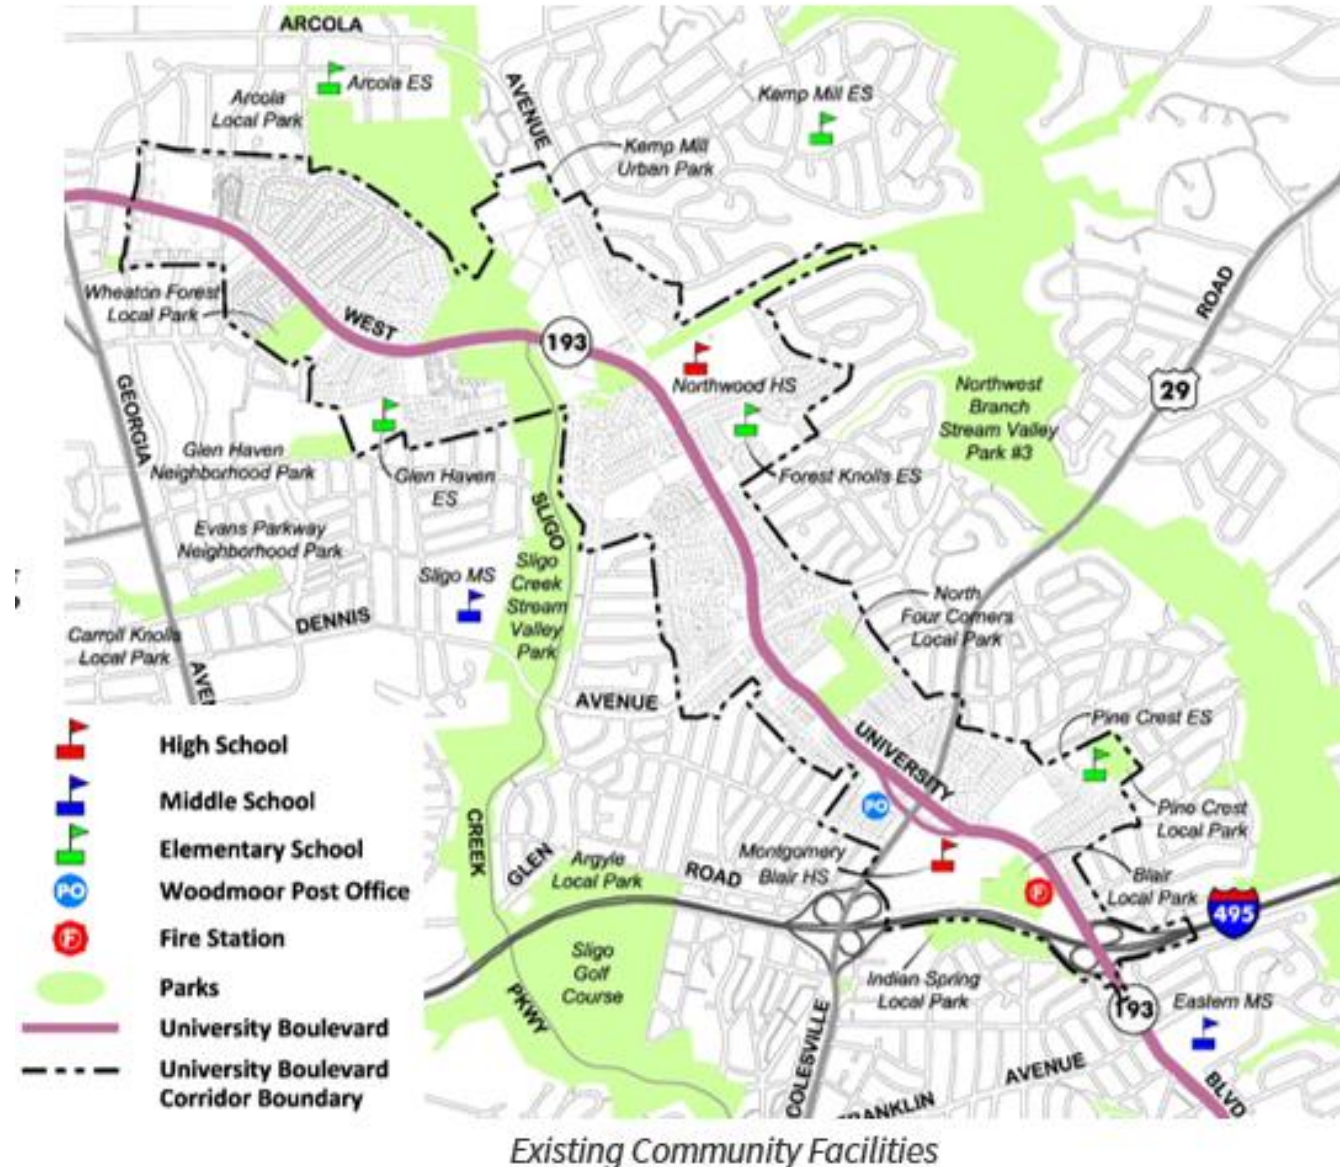 ARCOLA
Arcola ES
Arcola
Local Park
AVENUE
Kemp Mill ES
Kemp Mill
Urban Park
Wheaton Forest
Local Park
WEST
193
ROAD
29
GEORGIA
Northwood HS
Northwest
Branch
Stream Valley
Park #3
Glen Haven
Neighborhood Park
Glen Haven
ES
Forest Knolls ES
SLIGO
Evans Parkway
Neighborhood Park
Sligo MS
Sligo
Creek
Stream
Valley
Park
North
Four Corners
Local Park
DENNIS
Carroll Knolls
Local Park
AVEN
AVENUE
Pine Crest ES
UNIVERSITY
PO
Pine Crest
Local Park
CREEK
GLEN
Argyle
Local Park
ROAD
Montgomery
Blair HS
Blair
Local Park
F
495
Sligo
Golf
Course
Indian Spring
Local Park
PKWY
193
Eastern MS
COLESVILLE
AVENUE
RANKLIN
BLVD
High School
Middle School
Elementary School
PO
Woodmoor Post Office
F
Fire Station
Parks
University Boulevard
University Boulevard
Corridor Boundary
Existing Community Facilities